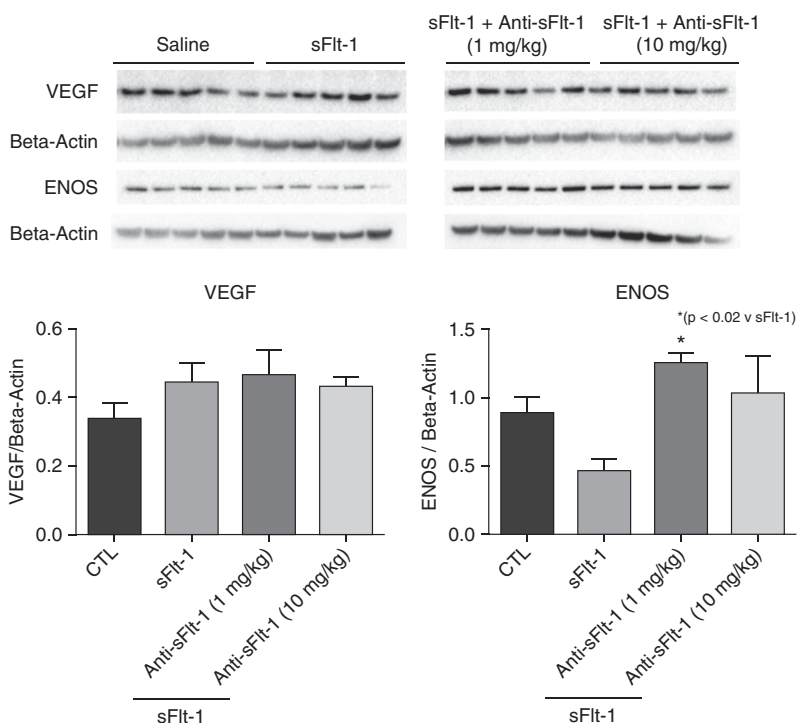 Saline
sFlt-1
sFlt-1 + Anti-sFlt-1
(1 mg/kg)
sFlt-1 + Anti-sFlt-1
(10 mg/kg)
VEGF
Beta-Actin
ENOS
Beta-Actin
VEGF
0.6
0.4
0.2
0.0
VEGF/Beta-Actin
CTL
sFlt-1
Anti-sFlt-1 (1 mg/kg)
Anti-sFlt-1 (10 mg/kg)
sFlt-1
ENOS
*(p < 0.02 v sFlt-1)
*
1.5
1.0
0.5
0.0
ENOS / Beta-Actin
CTL
sFlt-1
Anti-sFlt-1 (1 mg/kg)
Anti-sFlt-1 (10 mg/kg)
sFlt-1